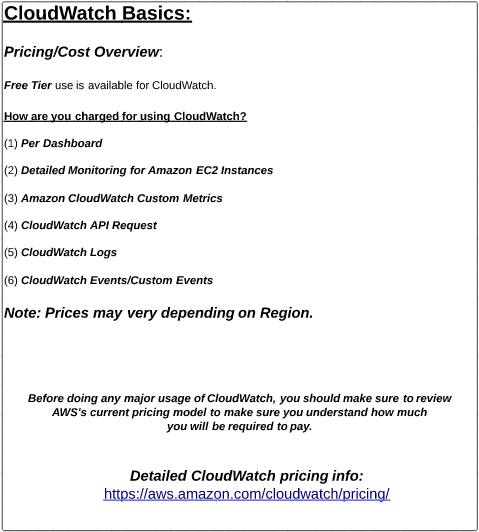 CloudWatch Basics:
Pricing/Cost Overview:
Free Tier use is available for CloudWatch.
How are you charged for using CloudWatch?
(1) Per Dashboard
(2) Detailed Monitoring for Amazon EC2 Instances
(3) Amazon CloudWatch Custom Metrics
(4) CloudWatch API Request
(5) CloudWatch Logs
(6) CloudWatch Events/Custom Events
Note: Prices may very depending on Region.
Before doing any major usage of CloudWatch, you should make sure to review
AWS's current pricing model to make sure you understand how much
you will be required to pay.
Detailed CloudWatch pricing info:
https://aws.amazon.com/cloudwatch/pricing/